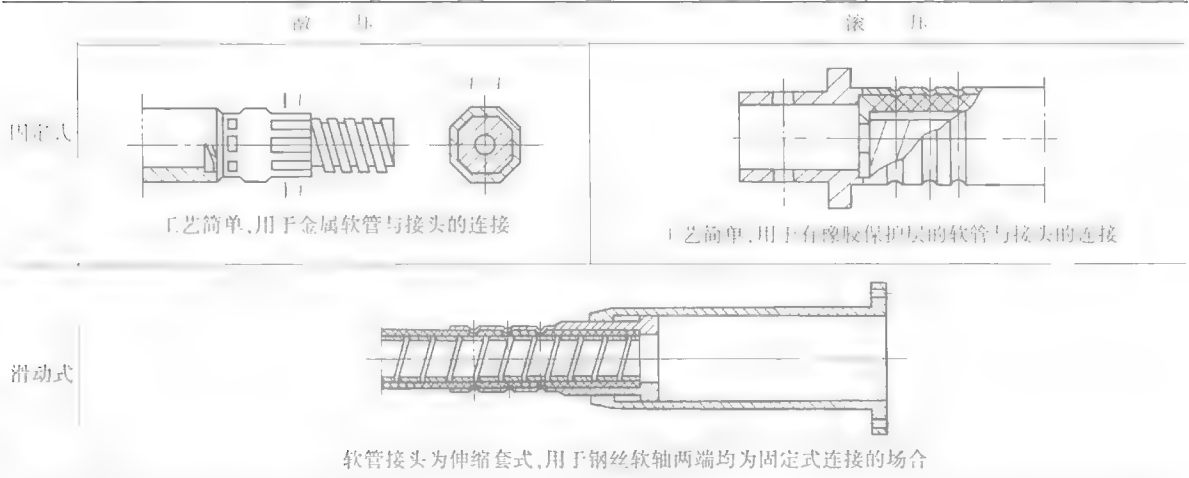 滚 压
固定式
工艺简单,用于金属软管与接头的连接
工艺简单,用于有橡胶保护层的软管与接头的连接
滑动式
软管接头为伸缩套式,用于钢丝软轴两端均为固定式连接的场合